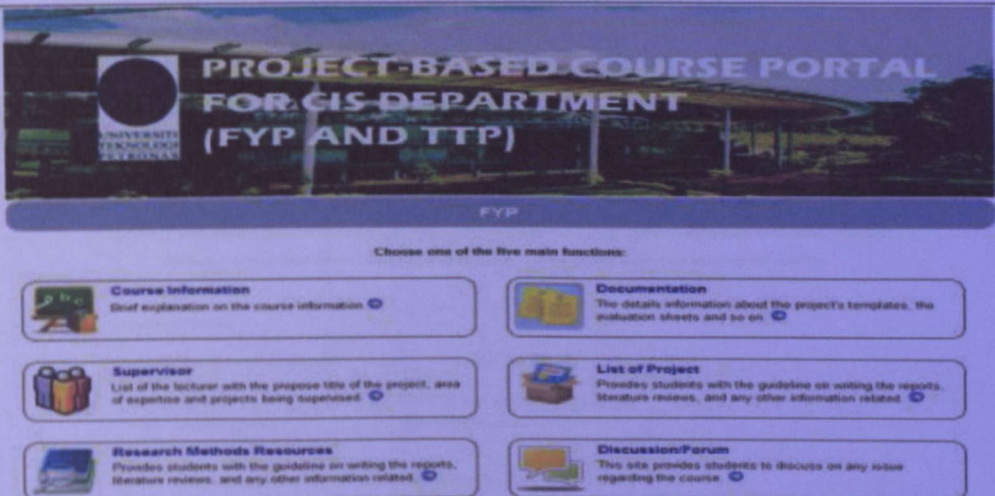 PROJECT-BASED COURSE PORTAL
FOR CIS DEPARTMENT
(FYP AND TTP)
UNIVERSITI
TEKNOLOGI
PETRONAS
FYP
Choose one of the five main functions:
Course Information
Brief explanation on the course information
Documentation
The details information about the project's templates, the
evaluation sheets and so on
Supervisor
List of the lecturer with the propose title of the project, area
of expertise and projects being supervised.
List of Project
Provides students with the guideline on writing the reports,
literature reviews, and any other information related
Research Methods Resources
Provides students with the guideline on writing the reports,
literature reviews, and any other information related.
Discussion/Forum
This site provides students to discuss on any issue
regarding the course.